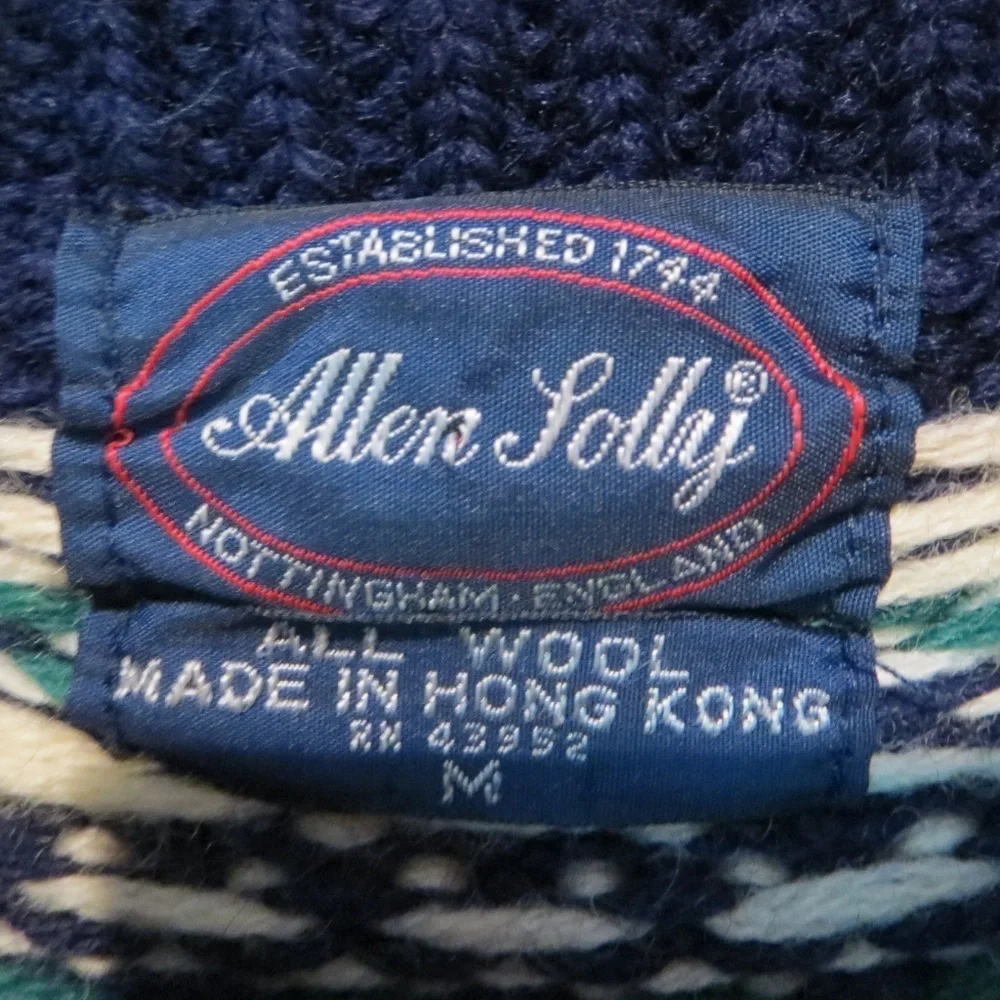 ESTABLISHED 1744
Allen Solly®
NOTTINGHAM · ENGLAND
ALL WOOL
MADE IN HONG KONG
RN 43952
M